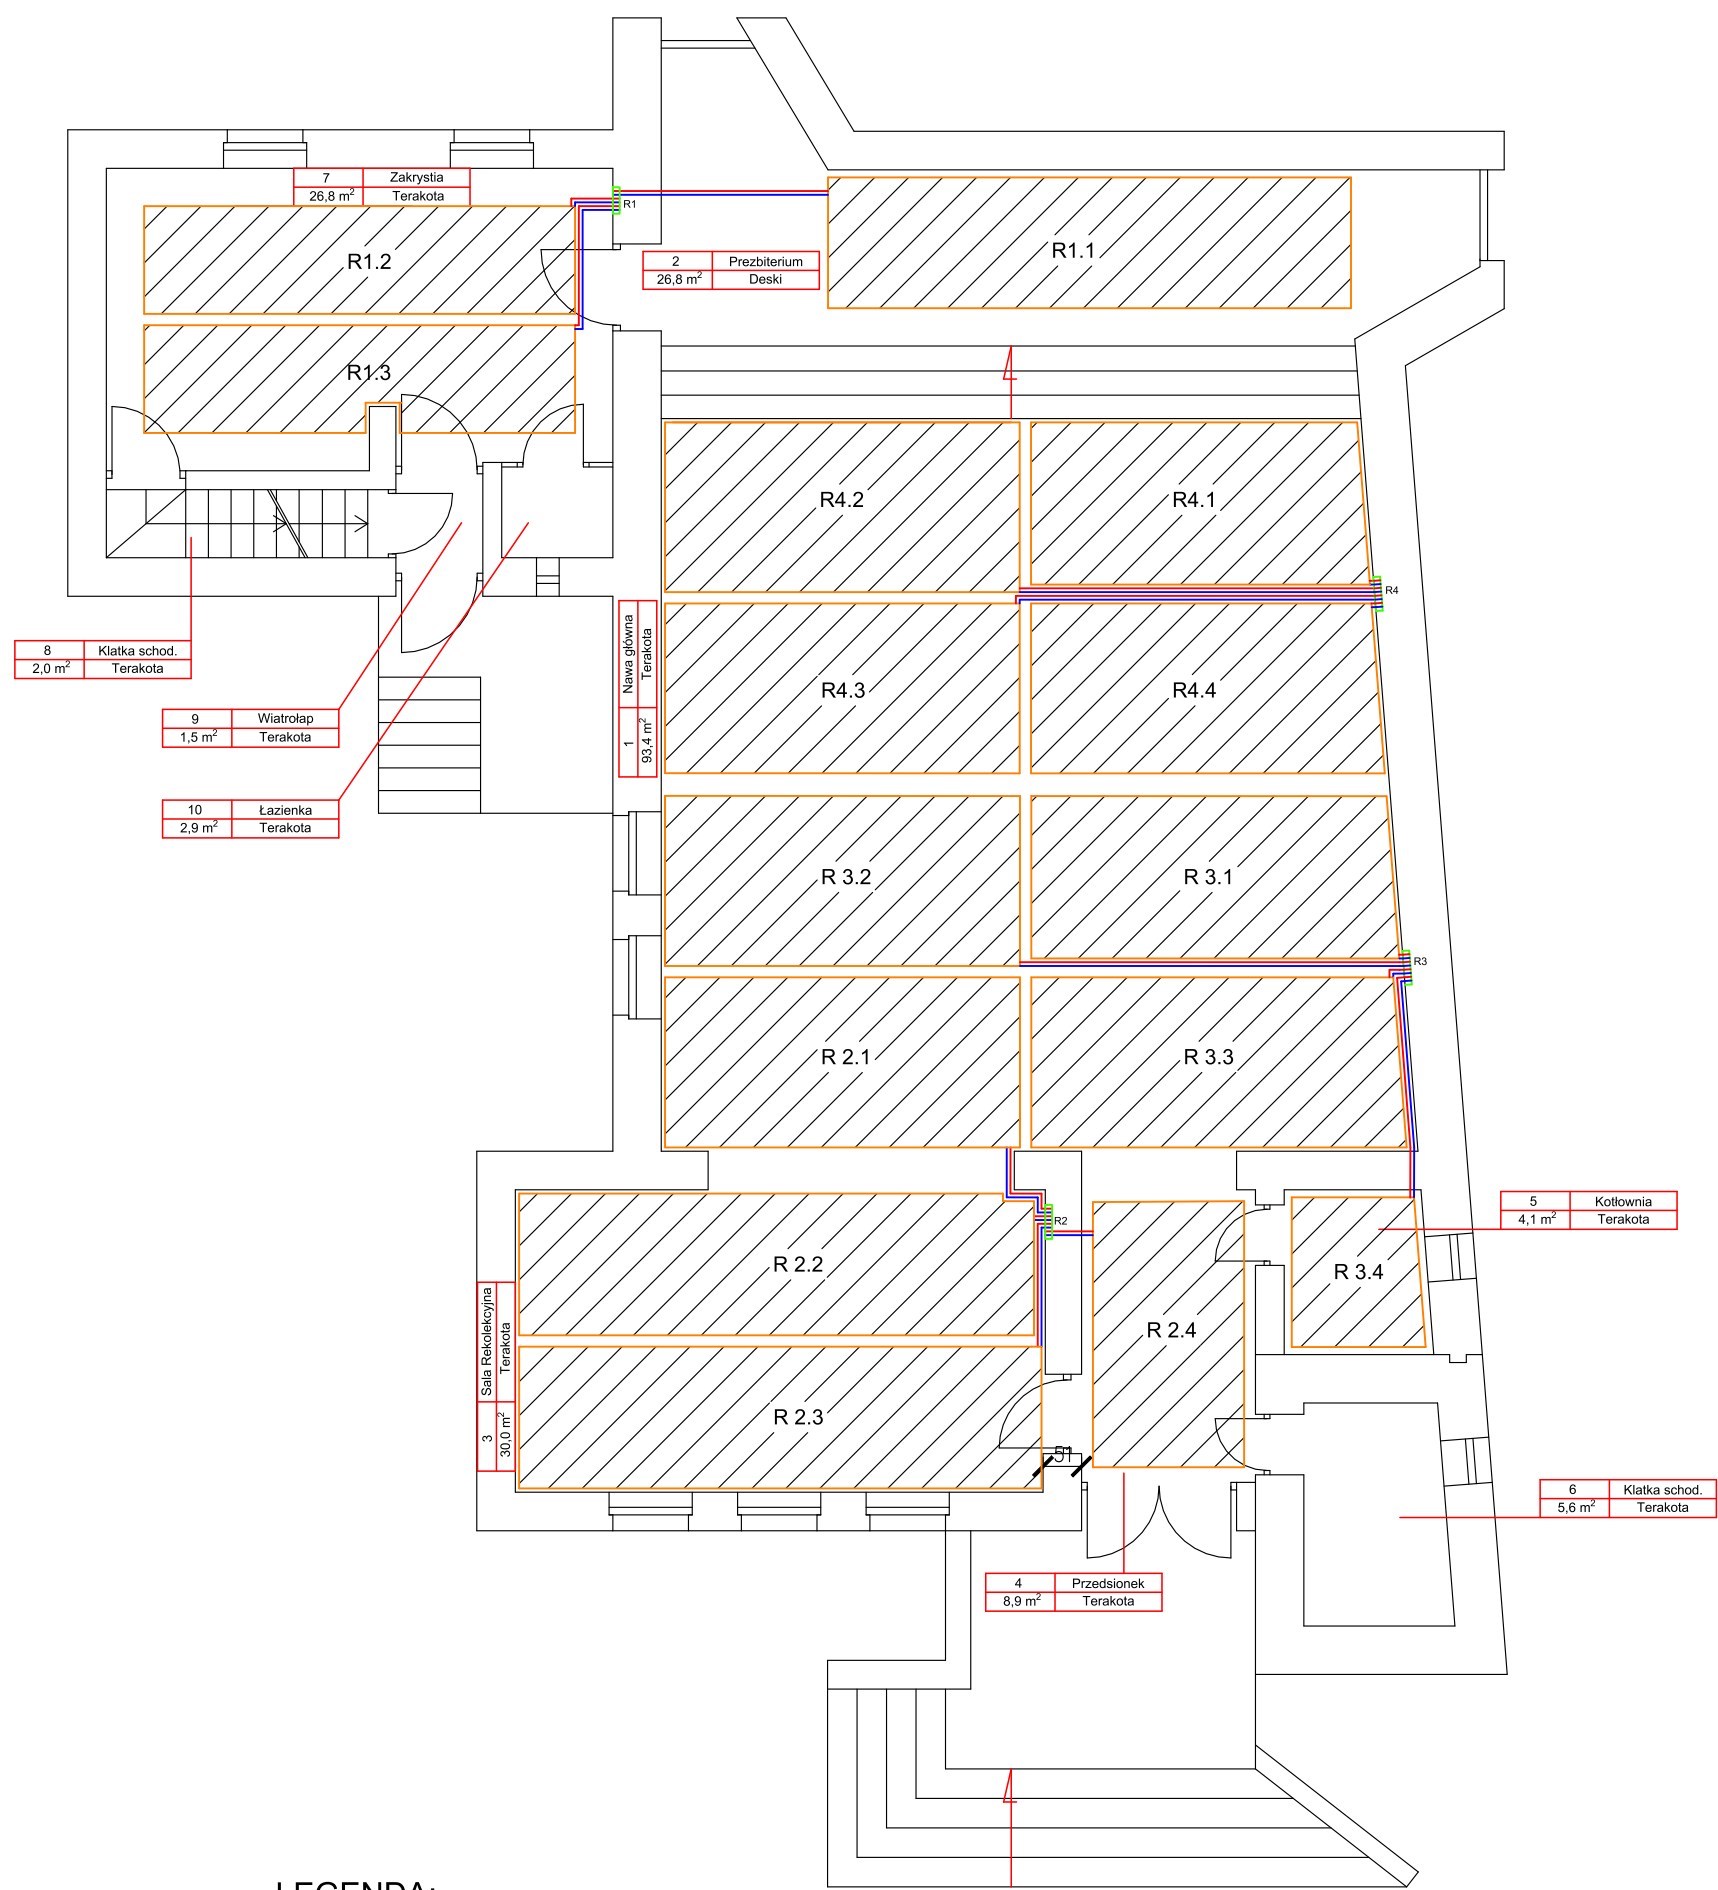 7 Zakrystia
26,8 m² Terakota
R1
R1.1
R1.2
2 Prezbiterium
26,8 m² Deski
R1.3
R4.2
R4.1
R4
8 Klatka schod.
2,0 m² Terakota
1 Nawa główna
93,4 m² Terakota
R4.3
R4.4
9 Wiatrołap
1,5 m² Terakota
10 Łazienka
2,9 m² Terakota
R 3.2
R 3.1
R3
R 2.1
R 3.3
5 Kotłownia
4,1 m² Terakota
R2
R 2.2
R 3.4
R 2.4
3 Sala Rekolekcyjna
30,0 m² Terakota
R 2.3
51
6 Klatka schod.
5,6 m² Terakota
4 Przedsionek
8,9 m² Terakota
LEGENDA: